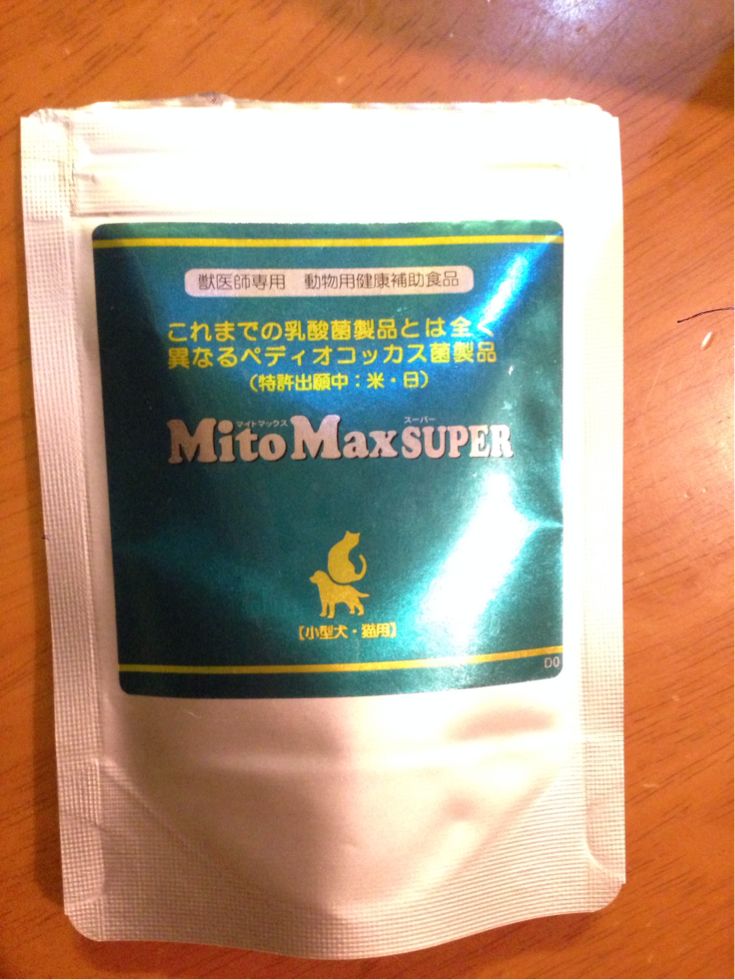 獣医師専用　動物用健康補助食品
これまでの乳酸菌製品とは全く
異なるペディオコッカス菌製品
（特許出願中：米・日）
マイトマックス スーパー
MitoMaxSUPER
【小型犬・猫用】
D0